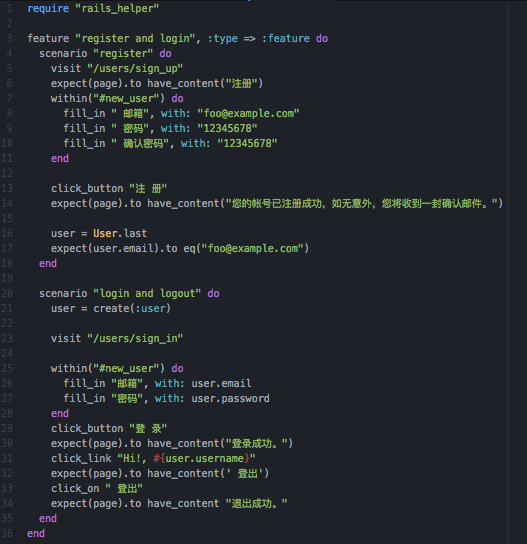 1 require "rails_helper"
2
3 feature "register and login", :type => :feature do
4   scenario "register" do
5     visit "/users/sign_up"
6     expect(page).to have_content("注册")
7     within("#new_user") do
8       fill_in " 邮箱", with: "foo@example.com"
9       fill_in " 密码", with: "12345678"
10       fill_in " 确认密码", with: "12345678"
11     end
12
13     click_button "注 册"
14     expect(page).to have_content("您的帐号已注册成功，如无意外，您将收到一封确认邮件。")
15
16     user = User.last
17     expect(user.email).to eq("foo@example.com")
18   end
19
20   scenario "login and logout" do
21     user = create(:user)
22
23     visit "/users/sign_in"
24
25     within("#new_user") do
26       fill_in "邮箱", with: user.email
27       fill_in "密码", with: user.password
28     end
29     click_button "登 录"
30     expect(page).to have_content("登录成功。")
31     click_link "Hi!, #{user.username}"
32     expect(page).to have_content(' 登出')
33     click_on " 登出"
34     expect(page).to have_content "退出成功。"
35   end
36 end